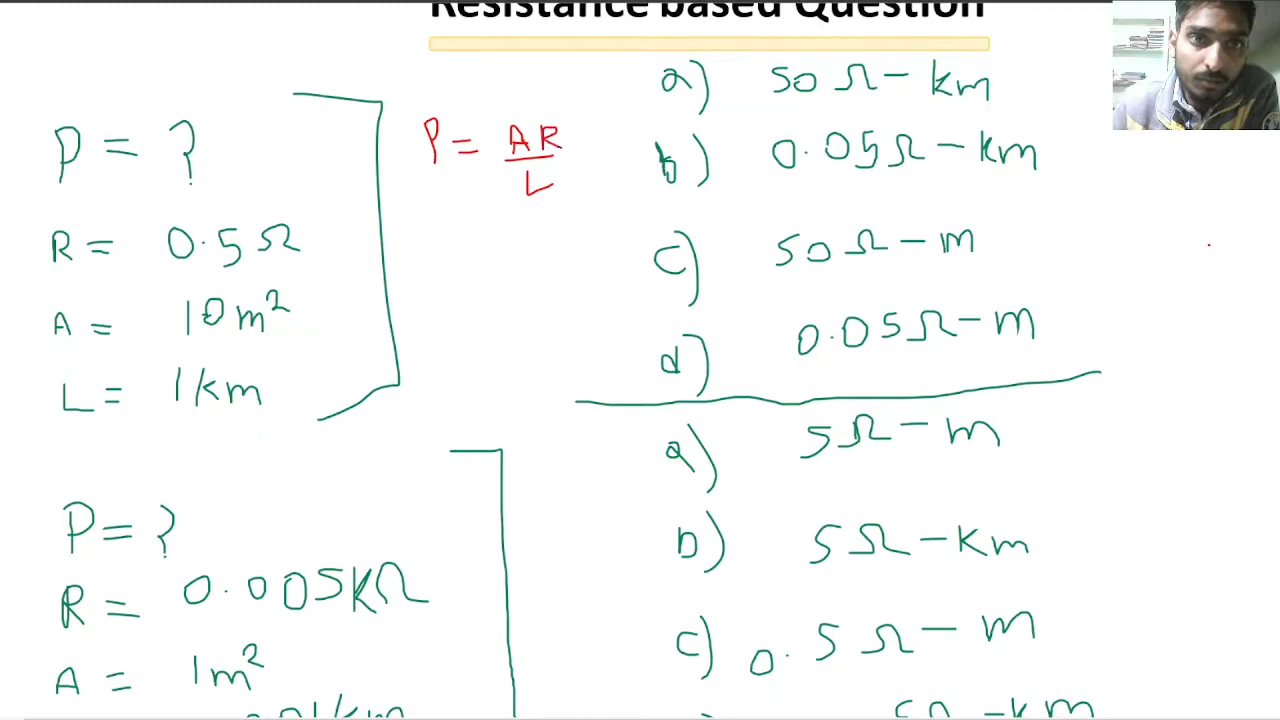 Resistance based Question
ρ = ?
R = 0.5 Ω
A = 10 m²
L = 1 km
ρ = AR / L
a) 50 Ω - km
b) 0.05 Ω - km
c) 50 Ω - m
d) 0.05 Ω - m
ρ = ?
R = 0.005 kΩ
A = 1 m²
a) 5 Ω - m
b) 5 Ω - km
c) 0.5 Ω - m